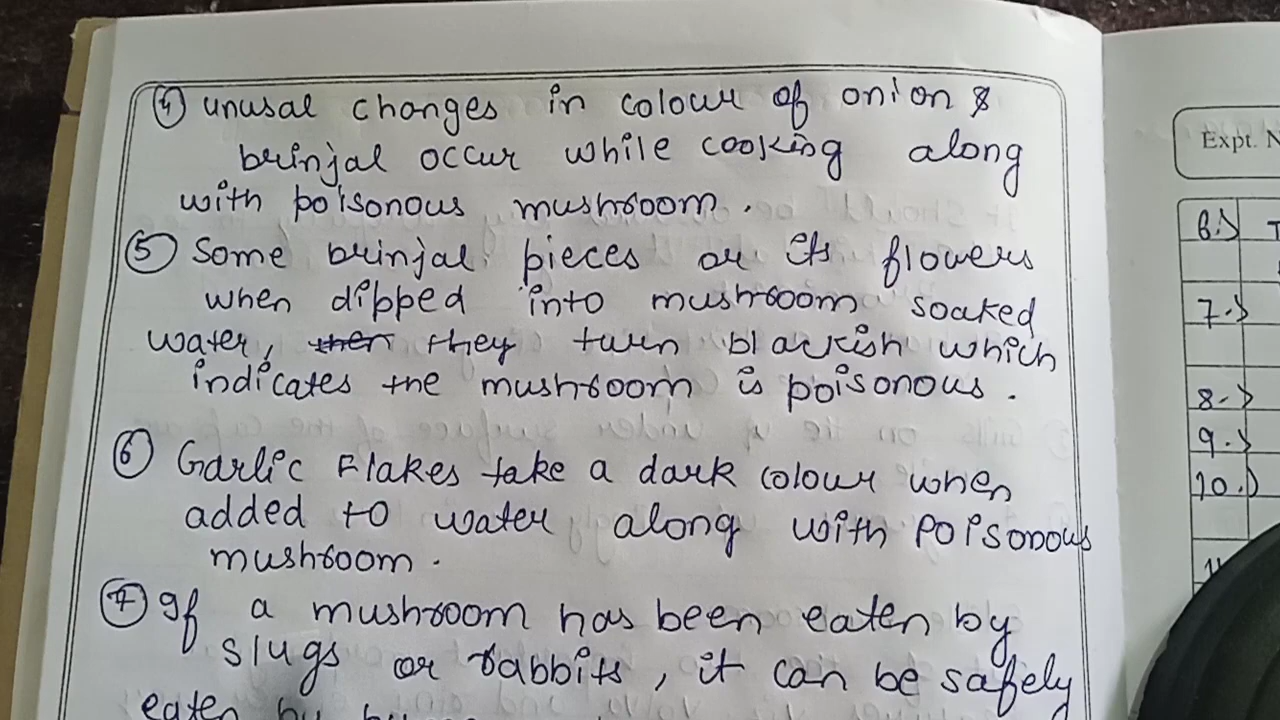 ④ unusal changes in colour of onion &
brinjal occur while cooking along
with poisonous mushroom.
⑤ Some brinjal pieces or its flowers
when dipped into mushroom soaked
water, then they turn blackish which
indicates the mushroom is poisonous.
⑥ Garlic Flakes take a dark colour when
added to water along with poisonous
mushroom.
⑦ If a mushroom has been eaten by
slugs or rabbits, it can be safely
eaten by
Expt. N
6.>
7.>
8.>
9.>
10.>